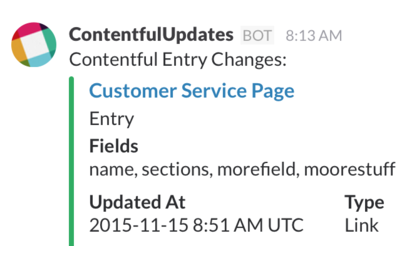 ContentfulUpdates BOT 8:13 AM
Contentful Entry Changes:
Customer Service Page
Entry
Fields
name, sections, morefield, moorestuff
Updated At Type
2015-11-15 8:51 AM UTC Link